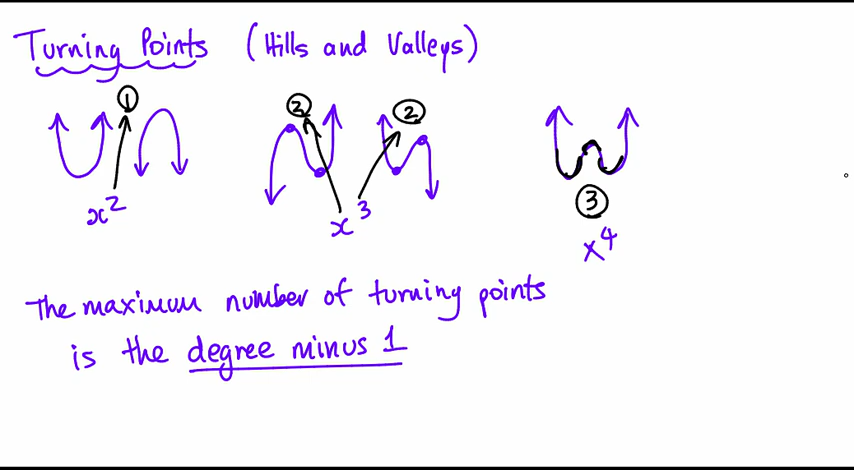 Turning Points (Hills and Valleys)
① ② ②
x² x³ ③
x⁴
The maximum number of turning points
is the degree minus 1